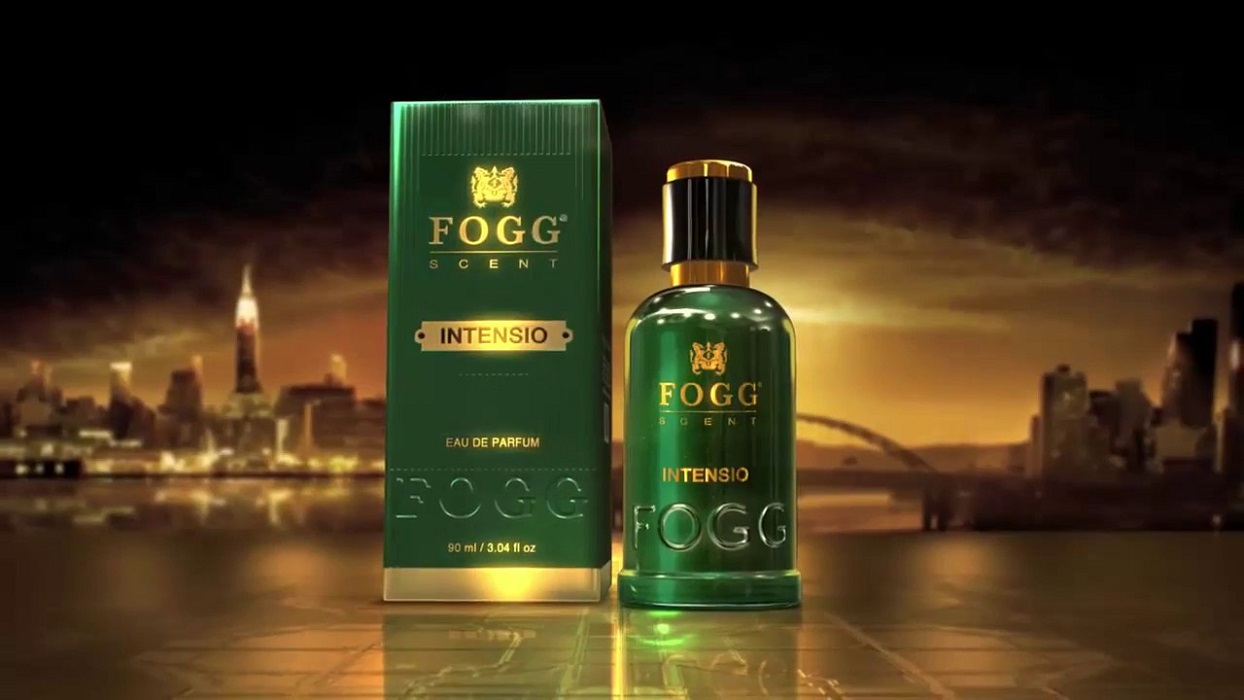 FOGG®
SCENT
INTENSIO
EAU DE PARFUM
FOGG
90 ml / 3.04 fl oz
FOGG®
SCENT
INTENSIO
FOGG